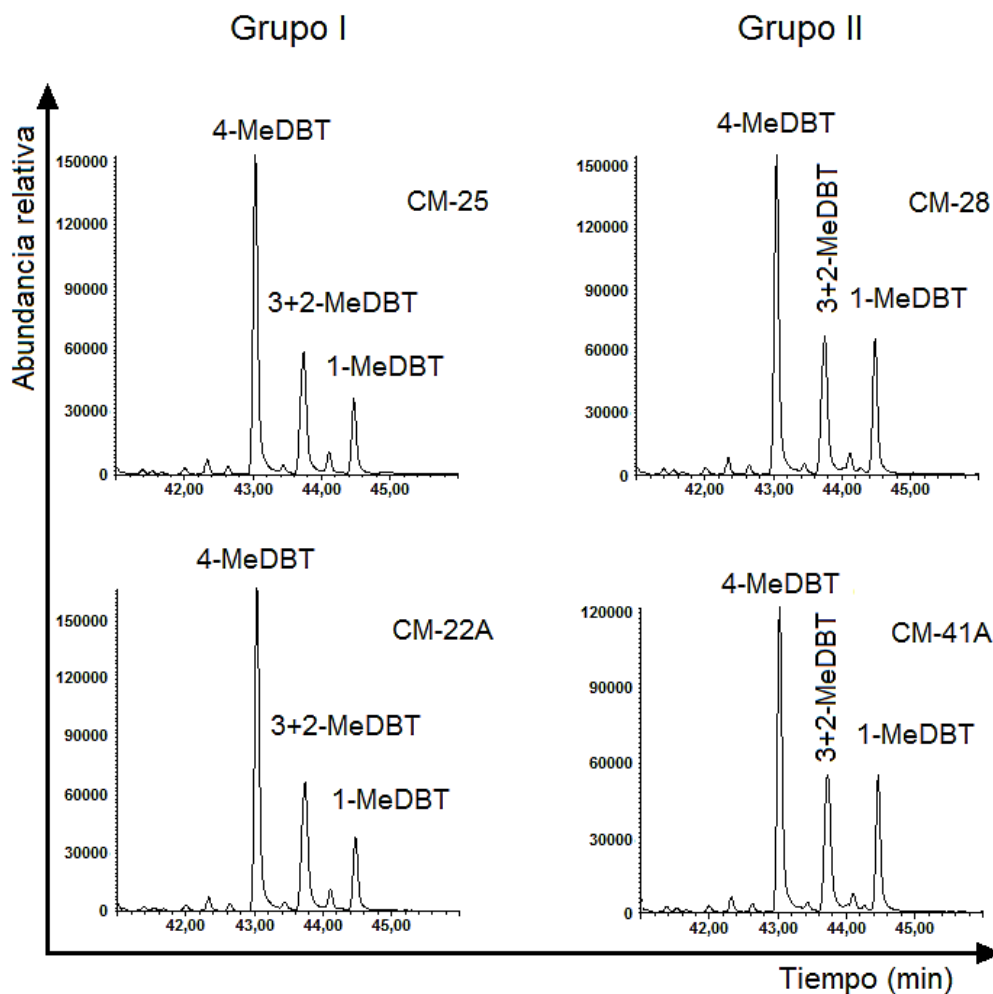 Grupo I
Grupo II
Abundancia relativa
4-MeDBT
CM-25
3+2-MeDBT
1-MeDBT
150000
120000
90000
60000
30000
0
42,00 43,00 44,00 45,00
4-MeDBT
CM-28
3+2-MeDBT
1-MeDBT
150000
120000
90000
60000
30000
0
42,00 43,00 44,00 45,00
4-MeDBT
CM-22A
3+2-MeDBT
1-MeDBT
150000
120000
90000
60000
30000
0
42,00 43,00 44,00 45,00
4-MeDBT
CM-41A
3+2-MeDBT
1-MeDBT
120000
90000
60000
30000
0
42,00 43,00 44,00 45,00
Tiempo (min)